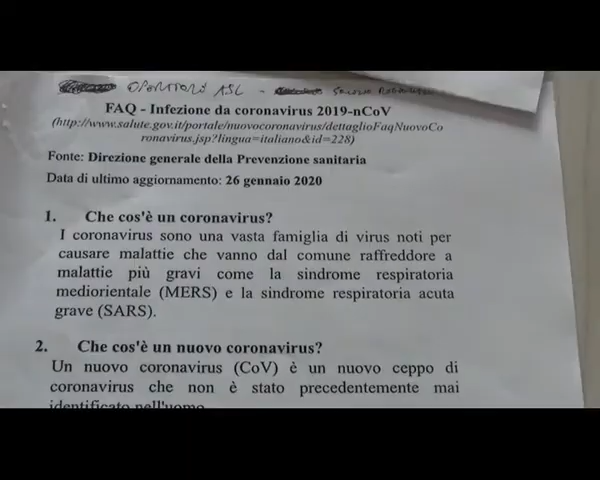 OPERATORI ASL -
FAQ - Infezione da coronavirus 2019-nCoV
(http://www.salute.gov.it/portale/nuovocoronavirus/dettaglioFaqNuovoCo
ronavirus.jsp?lingua=italiano&id=228)
Fonte: Direzione generale della Prevenzione sanitaria
Data di ultimo aggiornamento: 26 gennaio 2020
1. Che cos'è un coronavirus?
I coronavirus sono una vasta famiglia di virus noti per
causare malattie che vanno dal comune raffreddore a
malattie più gravi come la sindrome respiratoria
mediorientale (MERS) e la sindrome respiratoria acuta
grave (SARS).
2. Che cos'è un nuovo coronavirus?
Un nuovo coronavirus (CoV) è un nuovo ceppo di
coronavirus che non è stato precedentemente mai
identificato nell'uomo.